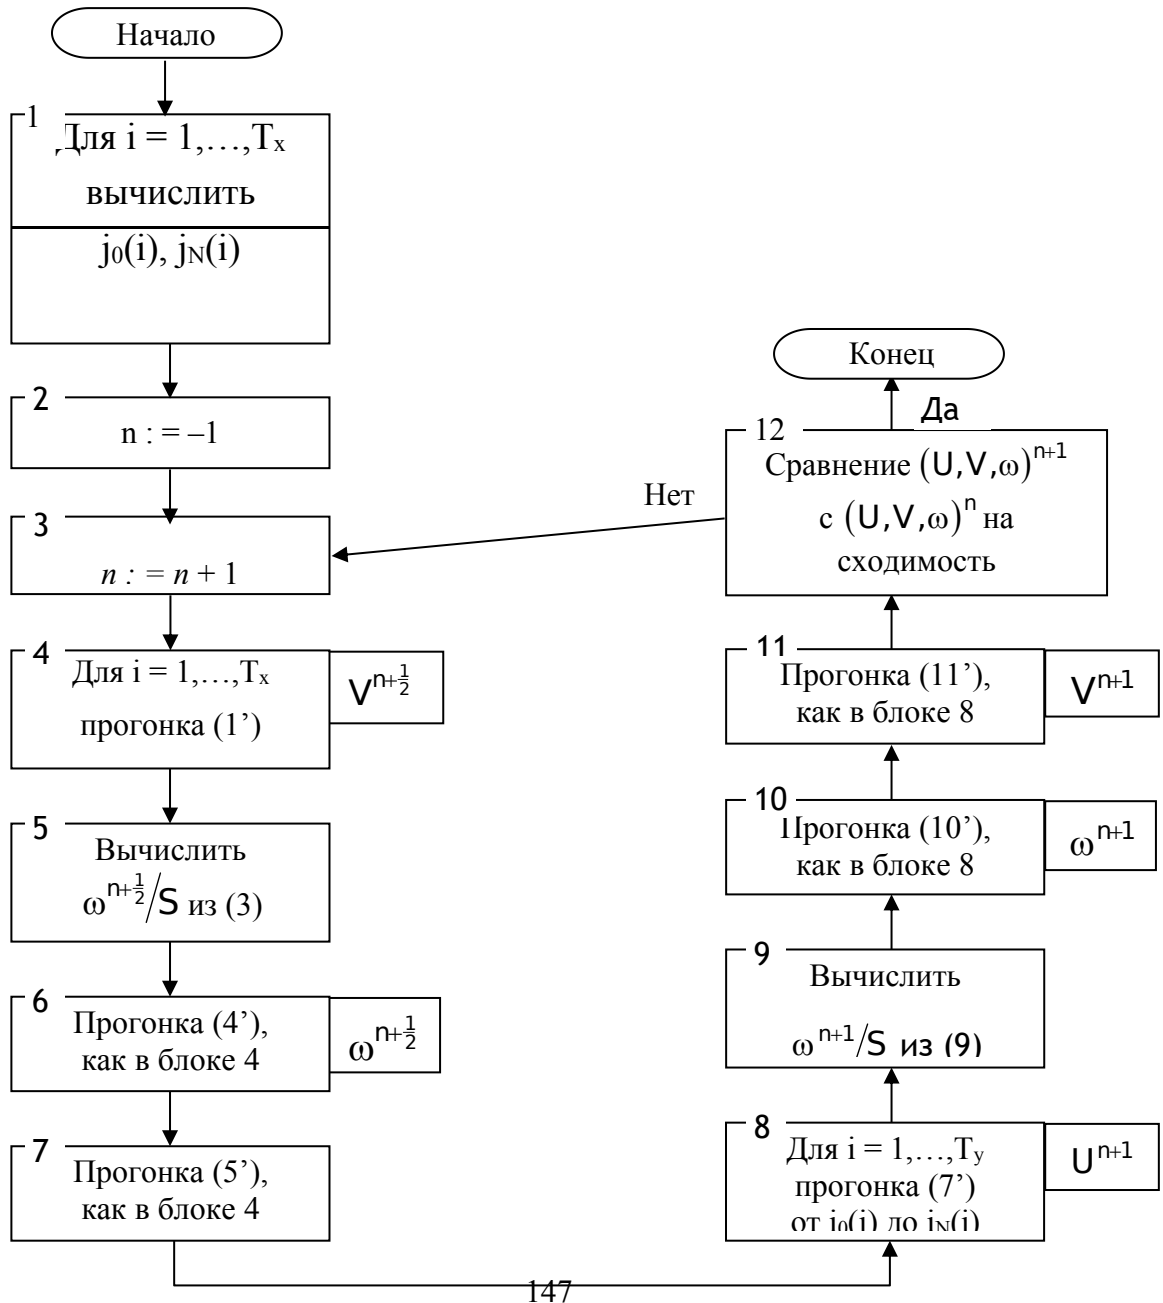 Начало
1
Для i = 1,…,Tₓ
вычислить
j₀(i), j_N(i)
2
n : = –1
3
n : = n + 1
4
Для i = 1,…,Tₓ
прогонка (1’)
V^{n+1/2}
5
Вычислить
ω^{n+1/2}/S из (3)
6
Прогонка (4’),
как в блоке 4
ω^{n+1/2}
7
Прогонка (5’),
как в блоке 4
8
Для i = 1,…,T_y
прогонка (7’)
от j₀(i) до j_N(i)
U^{n+1}
9
Вычислить
ω^{n+1}/S из (9)
10
Прогонка (10’),
как в блоке 8
ω^{n+1}
11
Прогонка (11’),
как в блоке 8
V^{n+1}
12
Сравнение (U,V,ω)^{n+1}
с (U,V,ω)^n на
сходимость
Нет
Да
Конец
147